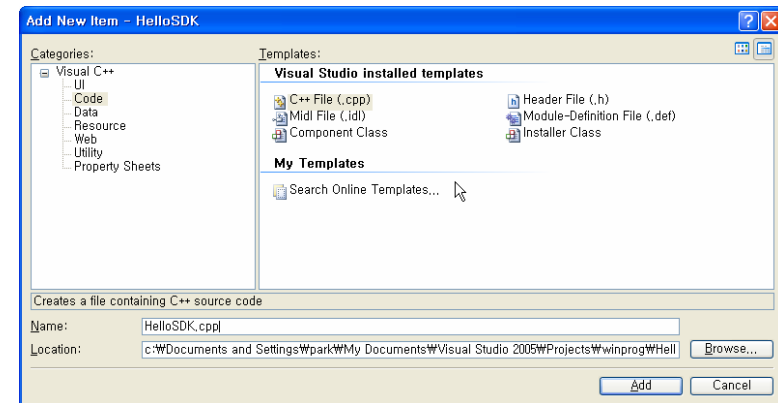 Add New Item - HelloSDK
Categories:
Templates:
Visual C++
UI
Code
Data
Resource
Web
Utility
Property Sheets
Visual Studio installed templates
C++ File (.cpp)
Header File (.h)
Midl File (.idl)
Module-Definition File (.def)
Component Class
Installer Class
My Templates
Search Online Templates...
Creates a file containing C++ source code
Name:
HelloSDK.cpp
Location:
c:₩Documents and Settings₩park₩My Documents₩Visual Studio 2005₩Projects₩winprog₩Hell
Browse...
Add
Cancel